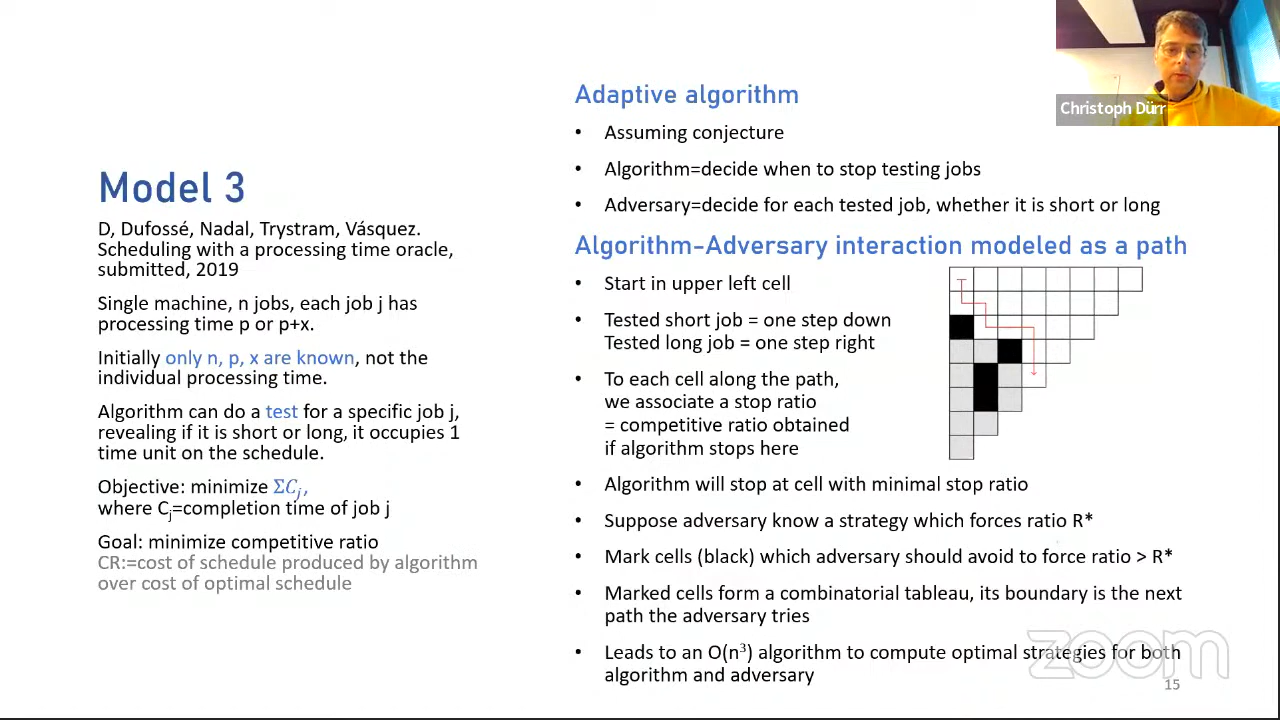 Christoph Dürr
Model 3
D, Dufossé, Nadal, Trystram, Vásquez.
Scheduling with a processing time oracle,
submitted, 2019
Single machine, n jobs, each job j has
processing time p or p+x.
Initially only n, p, x are known, not the
individual processing time.
Algorithm can do a test for a specific job j,
revealing if it is short or long, it occupies 1
time unit on the schedule.
Objective: minimize ΣCj,
where Cj=completion time of job j
Goal: minimize competitive ratio
CR:=cost of schedule produced by algorithm
over cost of optimal schedule
Adaptive algorithm
• Assuming conjecture
• Algorithm=decide when to stop testing jobs
• Adversary=decide for each tested job, whether it is short or long
Algorithm-Adversary interaction modeled as a path
• Start in upper left cell
• Tested short job = one step down
Tested long job = one step right
• To each cell along the path,
we associate a stop ratio
= competitive ratio obtained
if algorithm stops here
• Algorithm will stop at cell with minimal stop ratio
• Suppose adversary know a strategy which forces ratio R*
• Mark cells (black) which adversary should avoid to force ratio > R*
• Marked cells form a combinatorial tableau, its boundary is the next
path the adversary tries
• Leads to an O(n³) algorithm to compute optimal strategies for both
algorithm and adversary
zoom
15